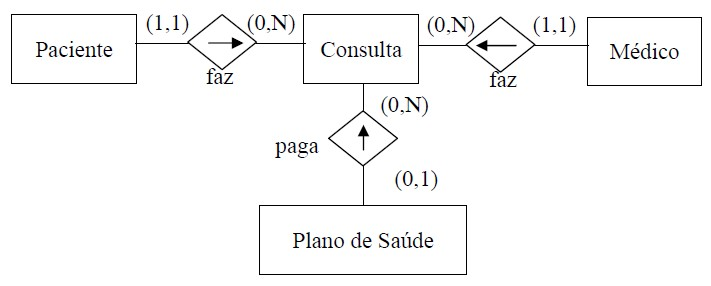 (1,1)
(0,N)
(0,N)
(1,1)
Paciente
Consulta
Médico
faz
faz
(0,N)
paga
(0,1)
Plano de Saúde